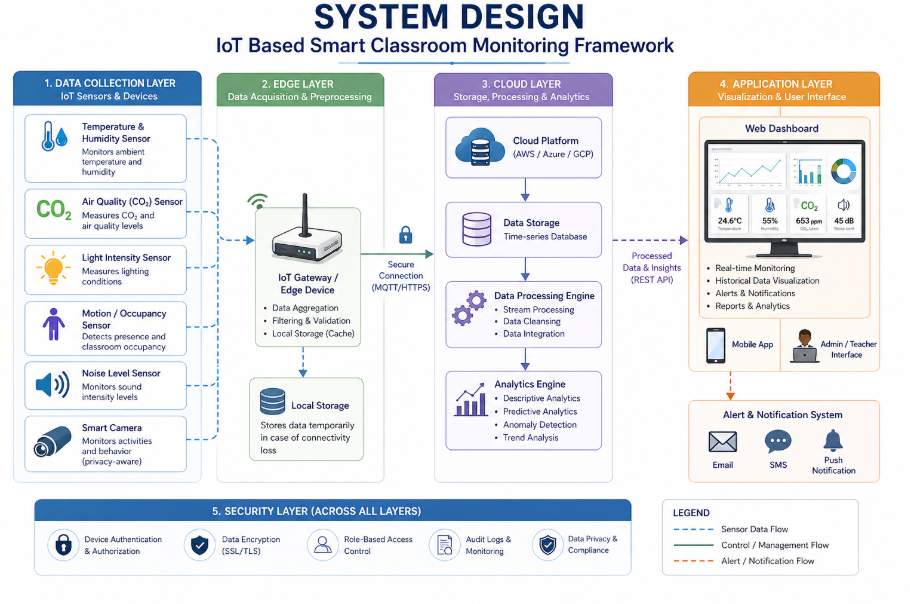 SYSTEM DESIGN
IoT Based Smart Classroom Monitoring Framework
1. DATA COLLECTION LAYER
IoT Sensors & Devices
Temperature &
Humidity Sensor
Monitors ambient
temperature and
humidity
CO₂
Air Quality (CO₂) Sensor
Measures CO₂ and
air quality levels
Light Intensity Sensor
Measures lighting
conditions
Motion / Occupancy
Sensor
Detects presence and
classroom occupancy
Noise Level Sensor
Monitors sound
intensity levels
Smart Camera
Monitors activities
and behavior
(privacy-aware)
2. EDGE LAYER
Data Acquisition & Preprocessing
IoT Gateway /
Edge Device
• Data Aggregation
• Filtering & Validation
• Local Storage (Cache)
Local Storage
Stores data temporarily
in case of connectivity
loss
Secure
Connection
(MQTT/HTTPS)
3. CLOUD LAYER
Storage, Processing & Analytics
Cloud Platform
(AWS / Azure / GCP)
Data Storage
Time-series Database
Data Processing Engine
• Stream Processing
• Data Cleansing
• Data Integration
Analytics Engine
• Descriptive Analytics
• Predictive Analytics
• Anomaly Detection
• Trend Analysis
Processed
Data & Insights
(REST API)
4. APPLICATION LAYER
Visualization & User Interface
Web Dashboard
CO₂
24.6°C
55%
653 ppm
45 dB
Temperature
Humidity
CO₂ Level
Noise Level
• Real-time Monitoring
• Historical Data Visualization
• Alerts & Notifications
• Reports & Analytics
Mobile App
Admin / Teacher
Interface
Alert & Notification System
Email
SMS
Push
Notification
5. SECURITY LAYER (ACROSS ALL LAYERS)
Device Authentication
& Authorization
Data Encryption
(SSL/TLS)
Role-Based Access
Control
Audit Logs &
Monitoring
Data Privacy &
Compliance
LEGEND
Sensor Data Flow
Control / Management Flow
Alert / Notification Flow